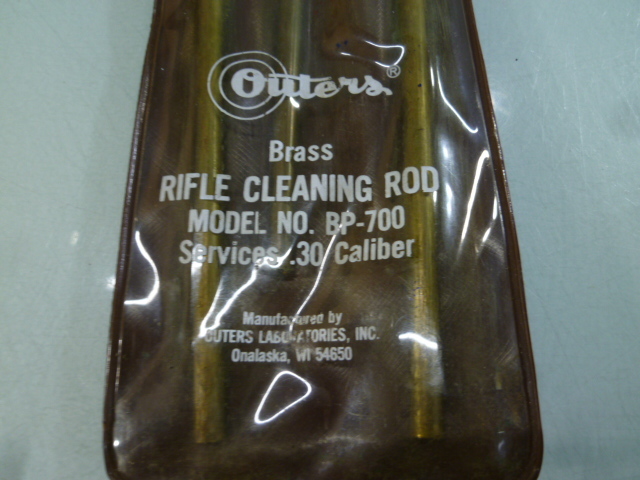 Outers®
Brass
RIFLE CLEANING ROD
MODEL NO. BP-700
Services .30 Caliber
Manufactured by
OUTERS LABORATORIES, INC.
Onalaska, WI 54650